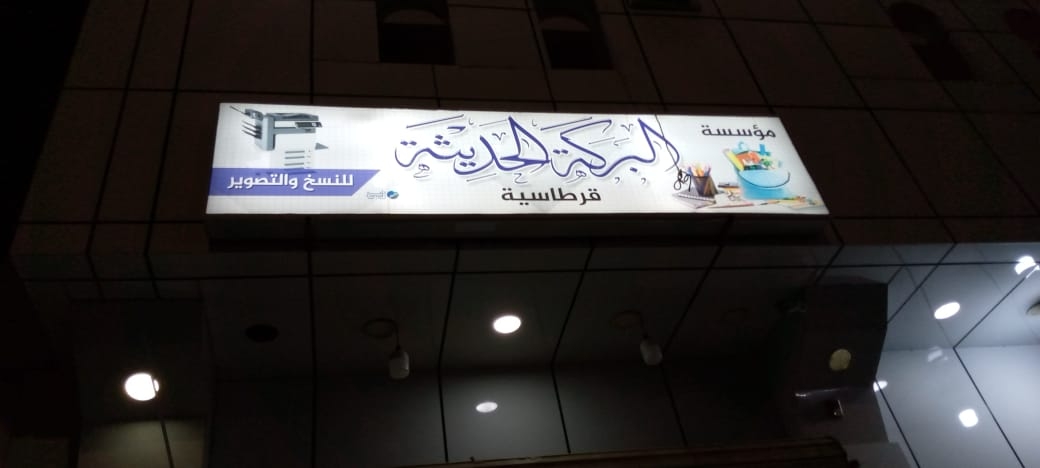 مؤسسة
البركة الحديثة
قرطاسية
للنسخ والتصوير